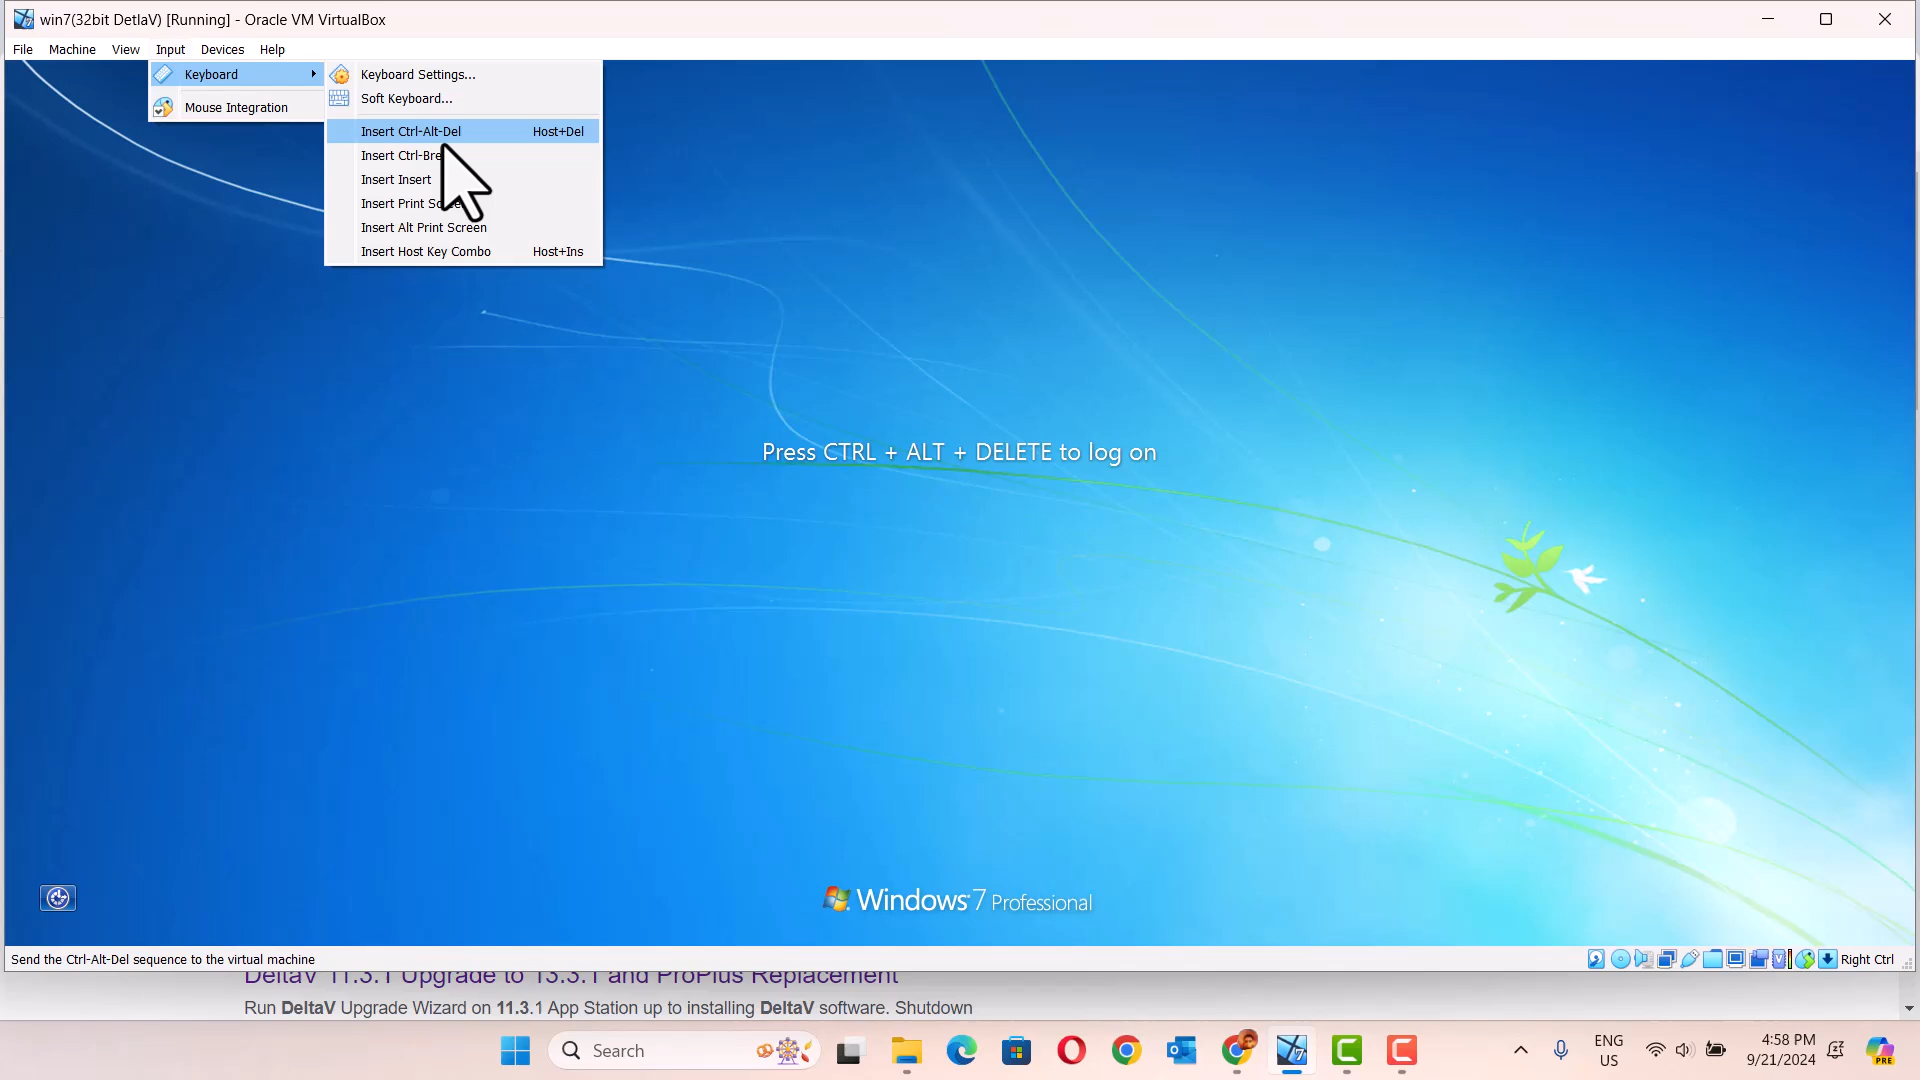 win7(32bit DetlaV) [Running] - Oracle VM VirtualBox
File Machine View Input Devices Help
Keyboard
Mouse Integration
Keyboard Settings...
Soft Keyboard...
Insert Ctrl-Alt-Del Host+Del
Insert Ctrl-Bre
Insert Insert
Insert Print
Insert Alt Print Screen
Insert Host Key Combo Host+Ins
Press CTRL + ALT + DELETE to log on
Windows 7 Professional
Send the Ctrl-Alt-Del sequence to the virtual machine
Right Ctrl
DeltaV 11.3.1 Upgrade to 13.3.1 and ProPlus Replacement
Run DeltaV Upgrade Wizard on 11.3.1 App Station up to installing DeltaV software. Shutdown
Search
ENG
US
4:58 PM
9/21/2024
PRE